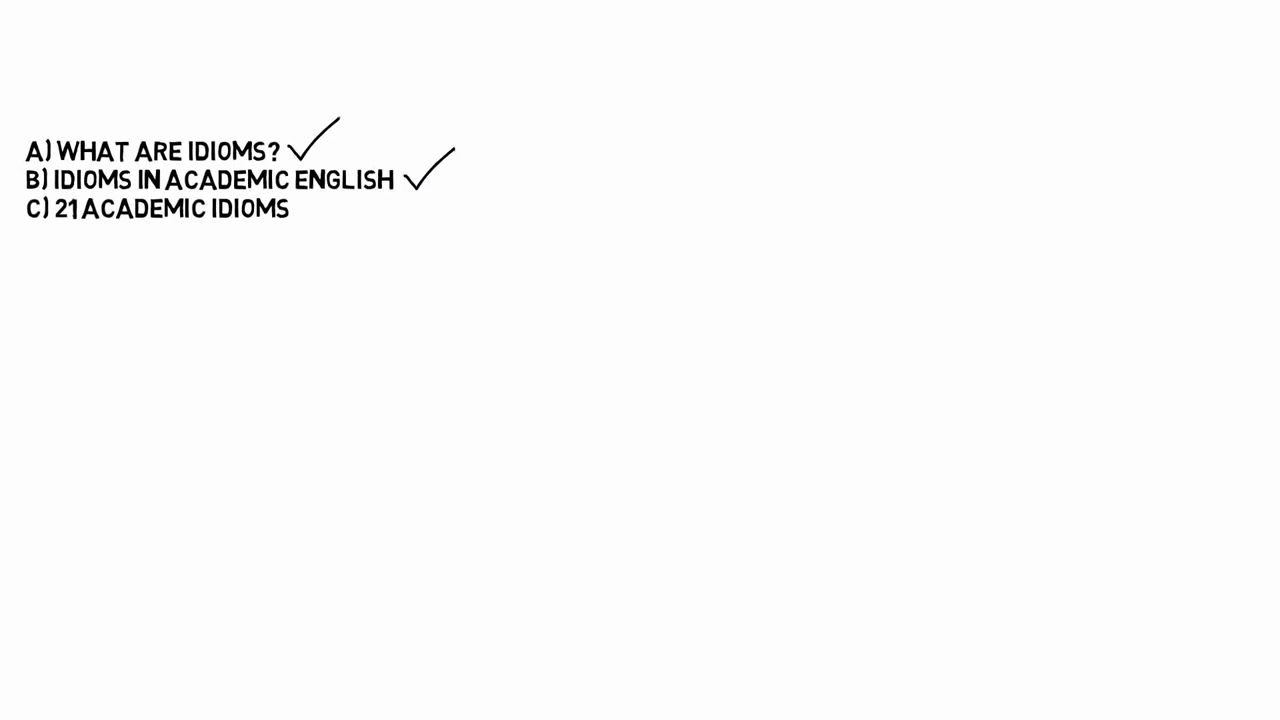 A) WHAT ARE IDIOMS?
B) IDIOMS IN ACADEMIC ENGLISH
C) 21 ACADEMIC IDIOMS